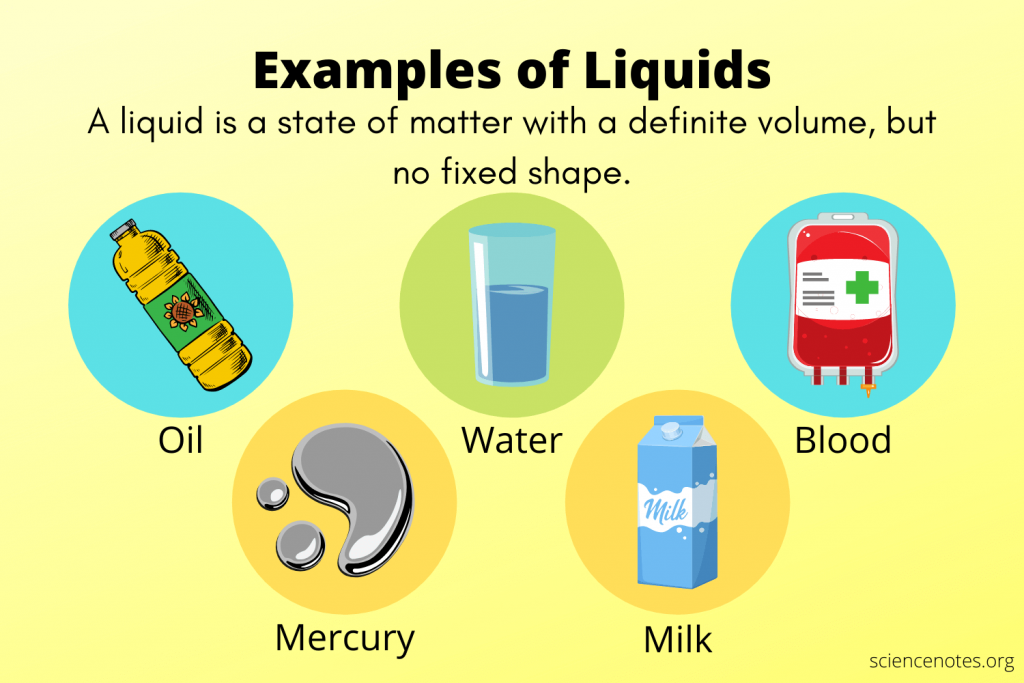 Examples of Liquids
A liquid is a state of matter with a definite volume, but
no fixed shape.
Oil
Water
Blood
Milk
Mercury
Milk
sciencenotes.org